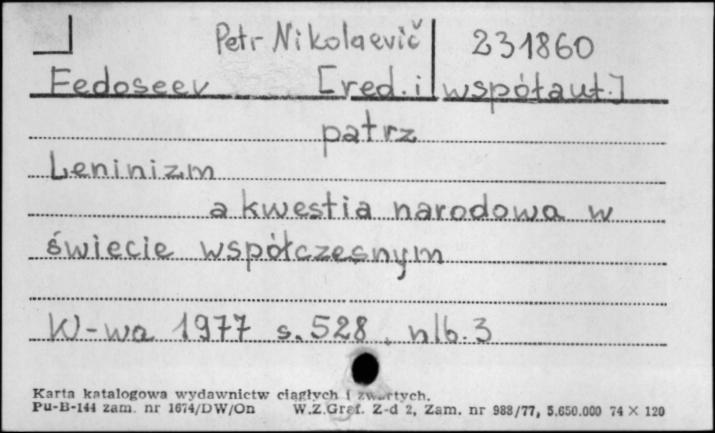 Petr Nikolaevič 231860
Fedoseev [red. i współaut.]
patrz
Leninizm
a kwestia narodowa w
świecie współczesnym
W-wa 1977 s. 528, nlb. 3
Karta katalogowa wydawnictw ciągłych i zwartych.
Pu-B-144 zam. nr 1674/DW/On W.Z.Graf. Z-d 2, Zam. nr 988/77, 5.650.000 74 × 120